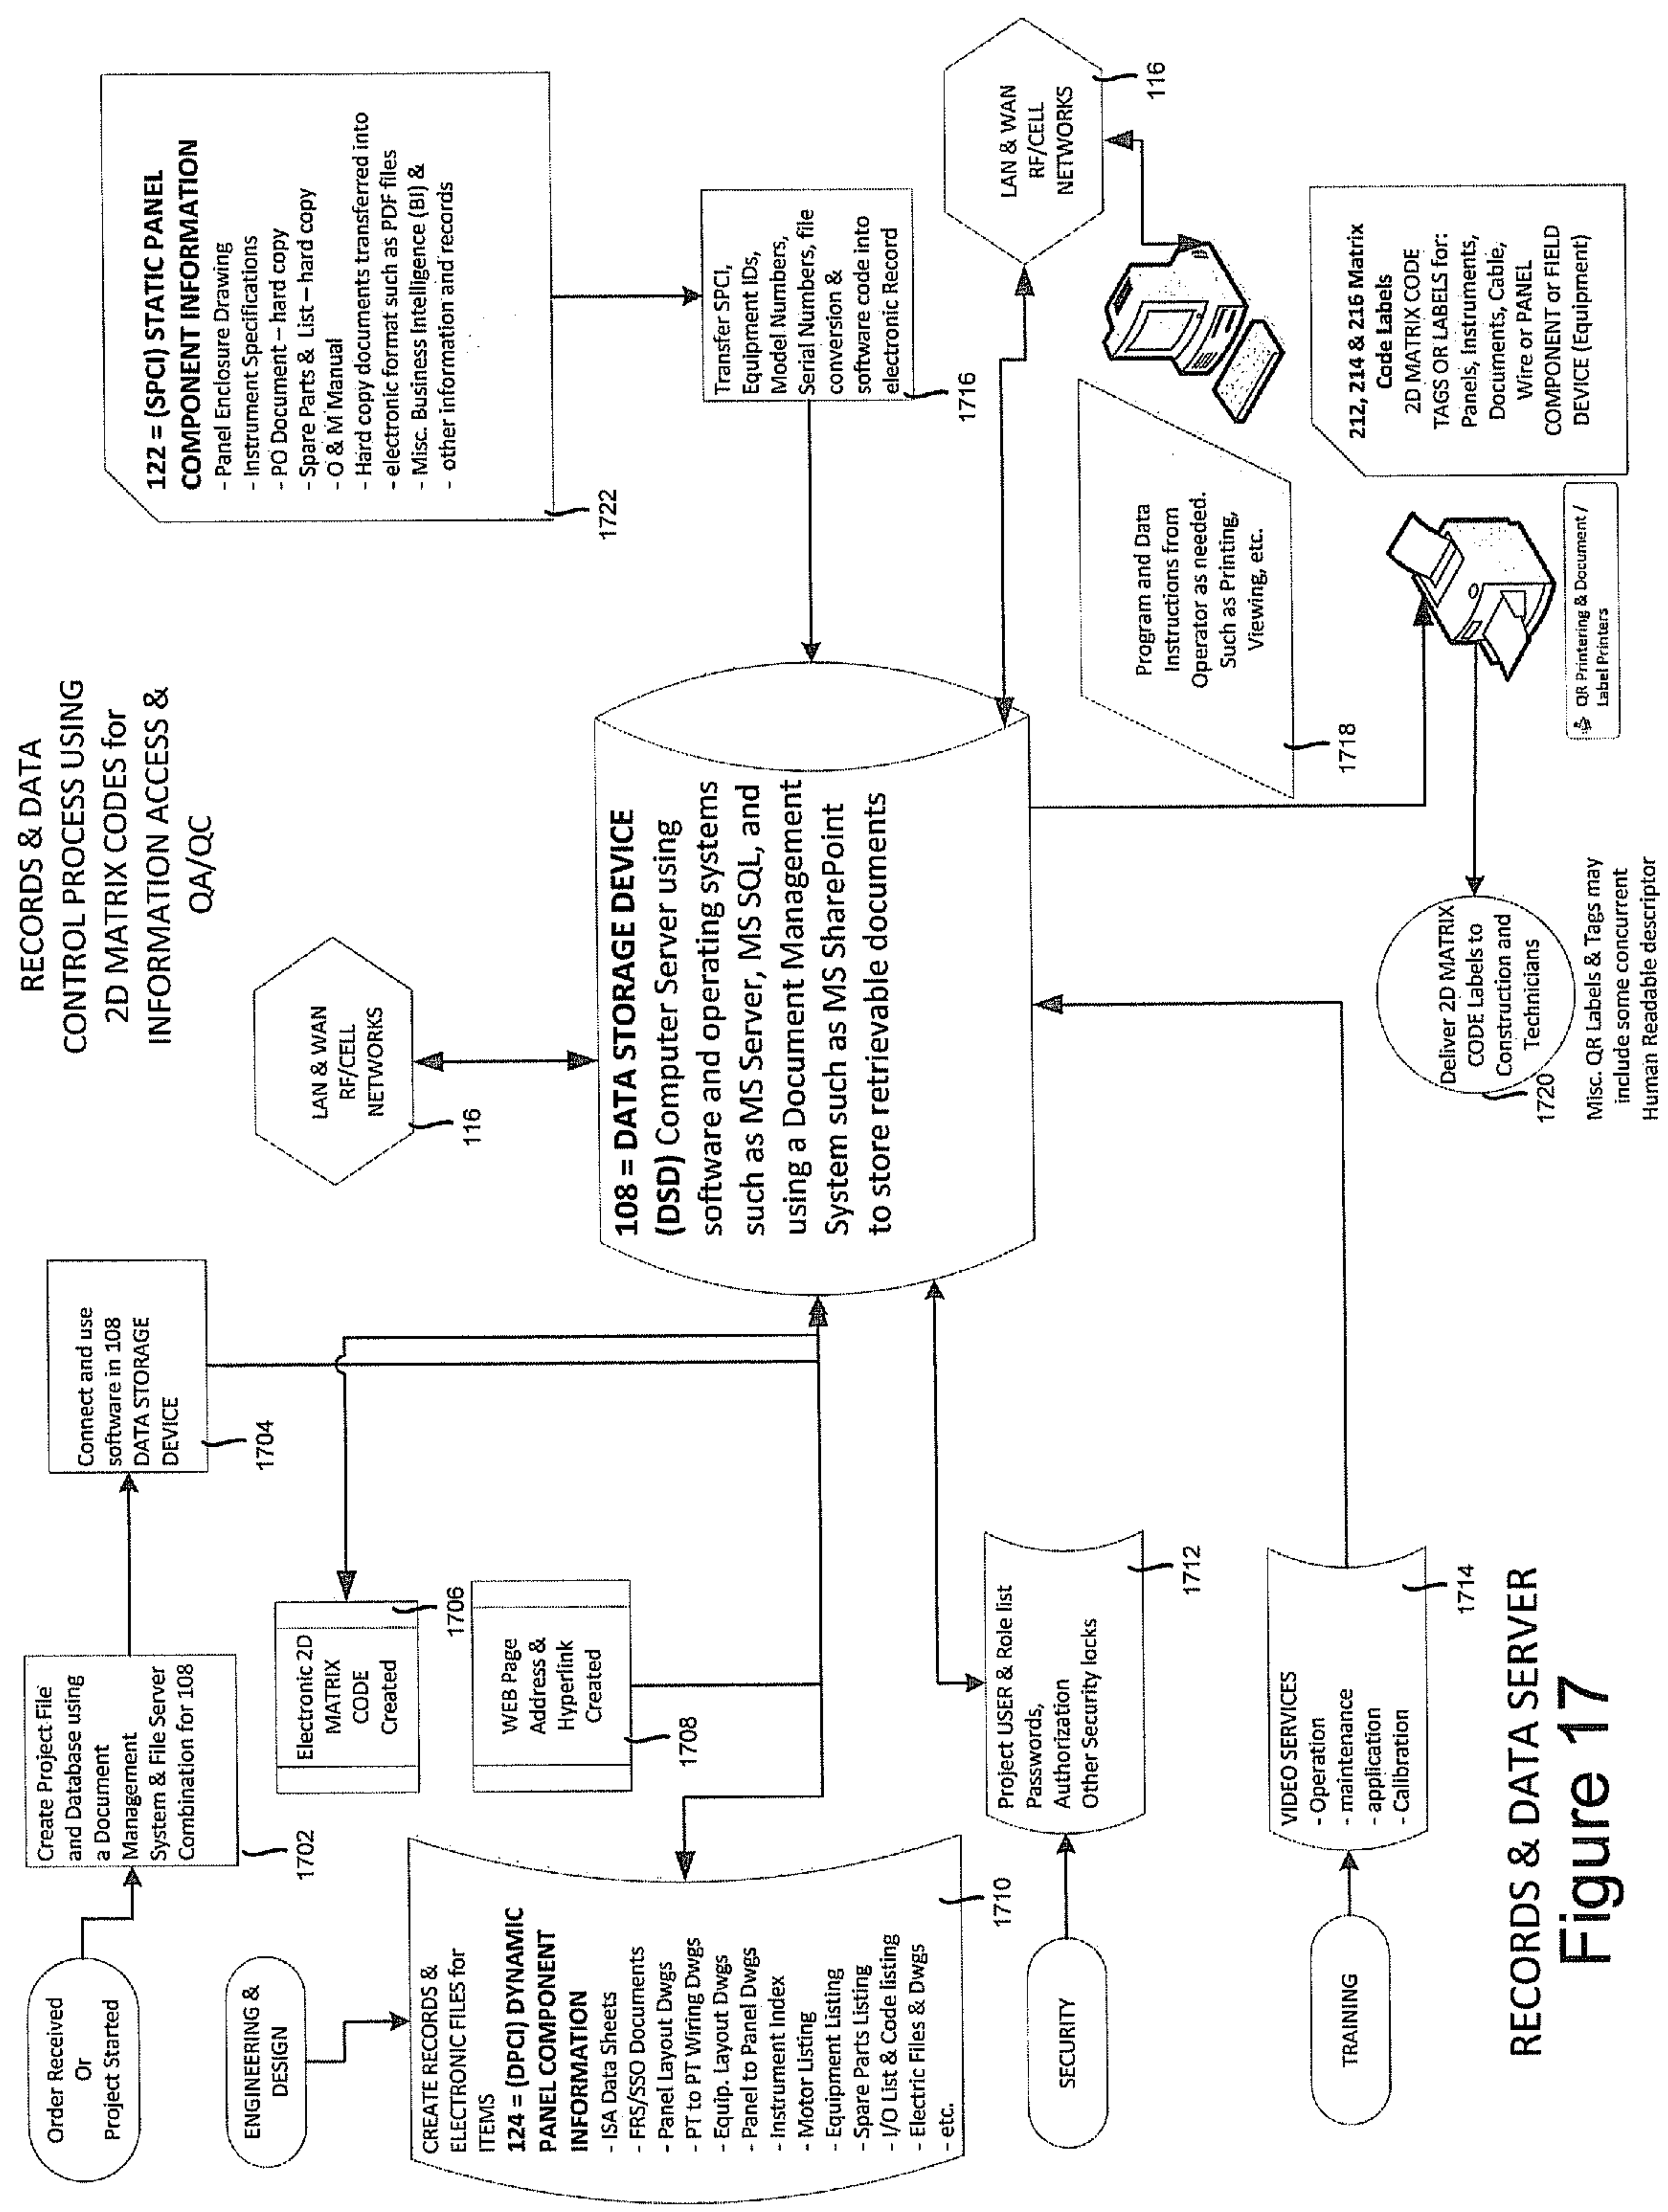 RECORDS & DATA
CONTROL PROCESS USING
2D MATRIX CODES for
INFORMATION ACCESS &
QA/QC
Order Received
Or
Project Started
Create Project File
and Database using
a Document
Management
System & File Server
Combination for 108
1702
Connect and use
software in 108
DATA STORAGE
DEVICE
1704
LAN & WAN
RF/CELL
NETWORKS
116
122 = (SPCI) STATIC PANEL
COMPONENT INFORMATION
- Panel Enclosure Drawing
- Instrument Specifications
- PO Document – hard copy
- Spare Parts & List – hard copy
- O & M Manual
- Hard copy documents transferred into
- electronic format such as PDF files
- Misc. Business Intelligence (BI) &
- other information and records
1722
ENGINEERING &
DESIGN
Electronic 2D
MATRIX
CODE
Created
1706
WEB Page
Address &
Hyperlink
Created
1708
CREATE RECORDS &
ELECTRONIC FILES for
ITEMS
124 = (DPCI) DYNAMIC
PANEL COMPONENT
INFORMATION
- ISA Data Sheets
- FRS/SSO Documents
- Panel Layout Dwgs
- PT to PT Wiring Dwgs
- Equip. Layout Dwgs
- Panel to Panel Dwgs
- Instrument Index
- Motor Listing
- Equipment Listing
- Spare Parts Listing
- I/O List & Code listing
- Electric Files & Dwgs
- etc.
1710
108 = DATA STORAGE DEVICE
(DSD) Computer Server using
software and operating systems
such as MS Server, MS SQL, and
using a Document Management
System such as MS SharePoint
to store retrievable documents
Transfer SPCI,
Equipment IDs,
Model Numbers,
Serial Numbers, file
conversion &
software code into
electronic Record
1716
LAN & WAN
RF/CELL
NETWORKS
116
SECURITY
Project USER & Role list
Passwords,
Authorization
Other Security locks
1712
Program and Data
Instructions from
Operator as needed.
Such as Printing,
Viewing, etc.
1718
TRAINING
VIDEO SERVICES
- Operation
- maintenance
- application
- Calibration
1714
212, 214 & 216 Matrix
Code Labels
2D MATRIX CODE
TAGS OR LABELS for:
Panels, Instruments,
Documents, Cable,
Wire or PANEL
COMPONENT or FIELD
DEVICE (Equipment)
Deliver 2D MATRIX
CODE Labels to
Construction and
Technicians
1720
QR Printering & Document /
Label Printers
Misc. QR Labels & Tags may
include some concurrent
Human Readable descriptor
RECORDS & DATA SERVER
Figure 17